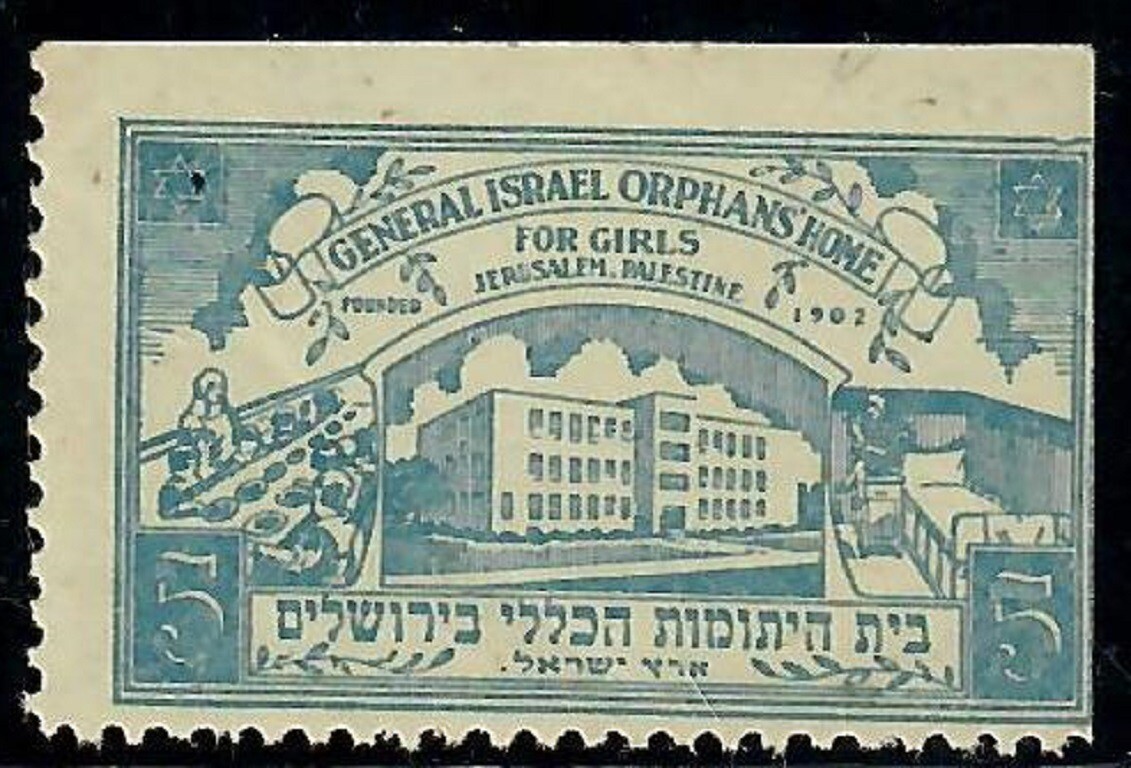 GENERAL ISRAEL ORPHANS' HOME
FOR GIRLS
JERUSALEM. PALESTINE
FOUNDED 1902
5 5
בית היתומות הכללי בירושלים
ארץ ישראל.